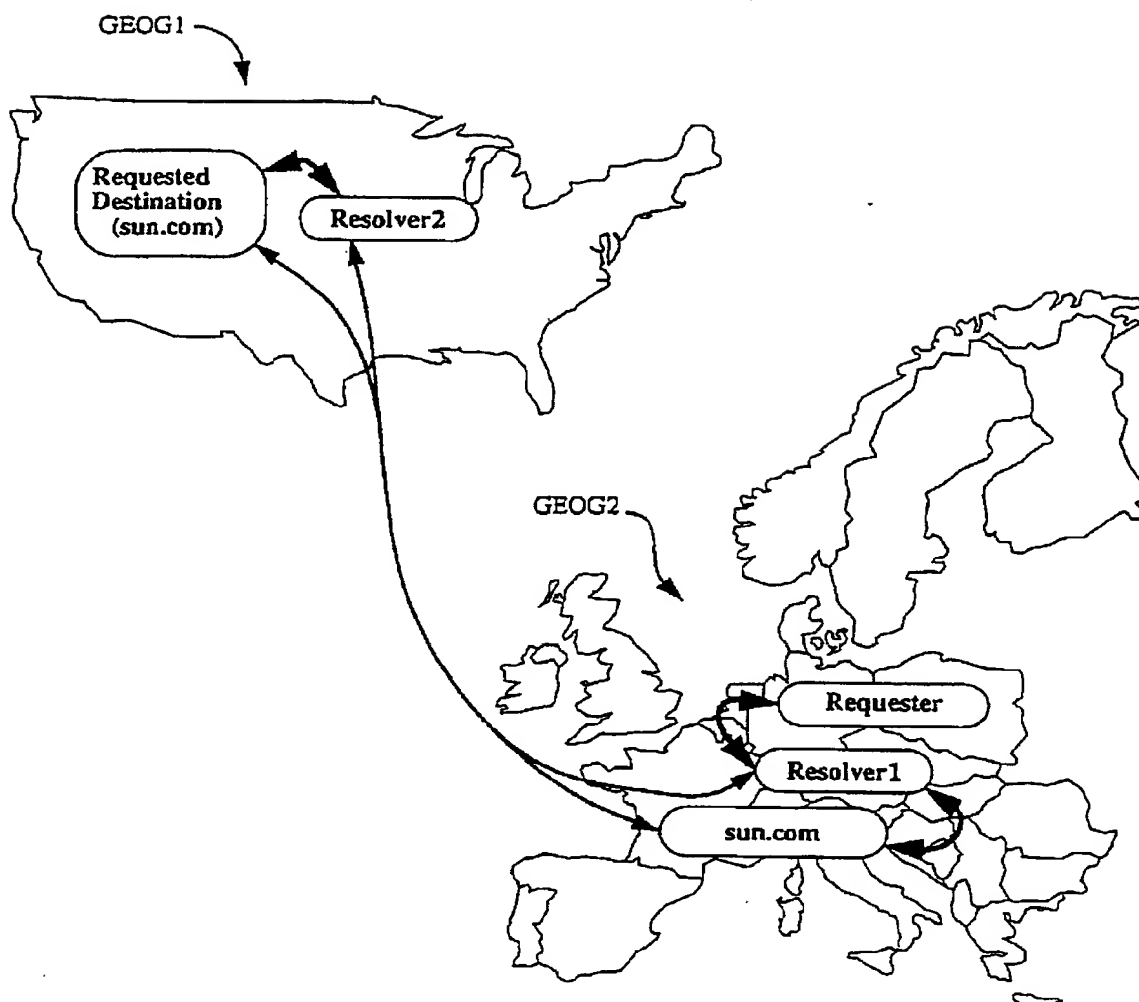 GEOG1
Requested
Destination
(sun.com)
Resolver2
GEOG2
Requester
Resolver1
sun.com